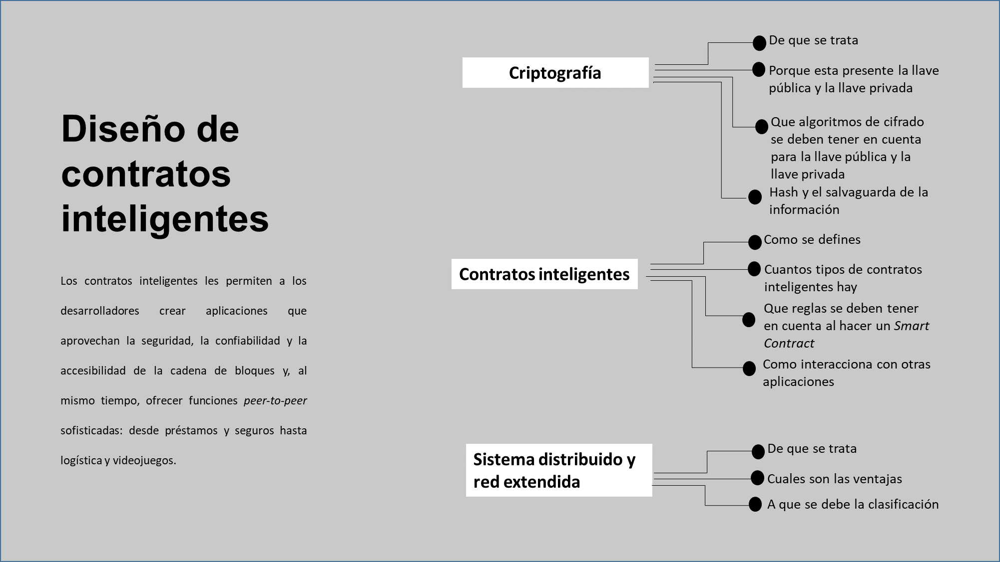 Diseño de
contratos
inteligentes
Los contratos inteligentes les permiten a los
desarrolladores crear aplicaciones que
aprovechan la seguridad, la confiabilidad y la
accesibilidad de la cadena de bloques y, al
mismo tiempo, ofrecer funciones peer-to-peer
sofisticadas: desde préstamos y seguros hasta
logística y videojuegos.
Criptografía
De que se trata
Porque esta presente la llave
pública y la llave privada
Que algoritmos de cifrado
se deben tener en cuenta
para la llave pública y la
llave privada
Hash y el salvaguarda de la
información
Contratos inteligentes
Como se defines
Cuantos tipos de contratos
inteligentes hay
Que reglas se deben tener
en cuenta al hacer un Smart
Contract
Como interacciona con otras
aplicaciones
Sistema distribuido y
red extendida
De que se trata
Cuales son las ventajas
A que se debe la clasificación